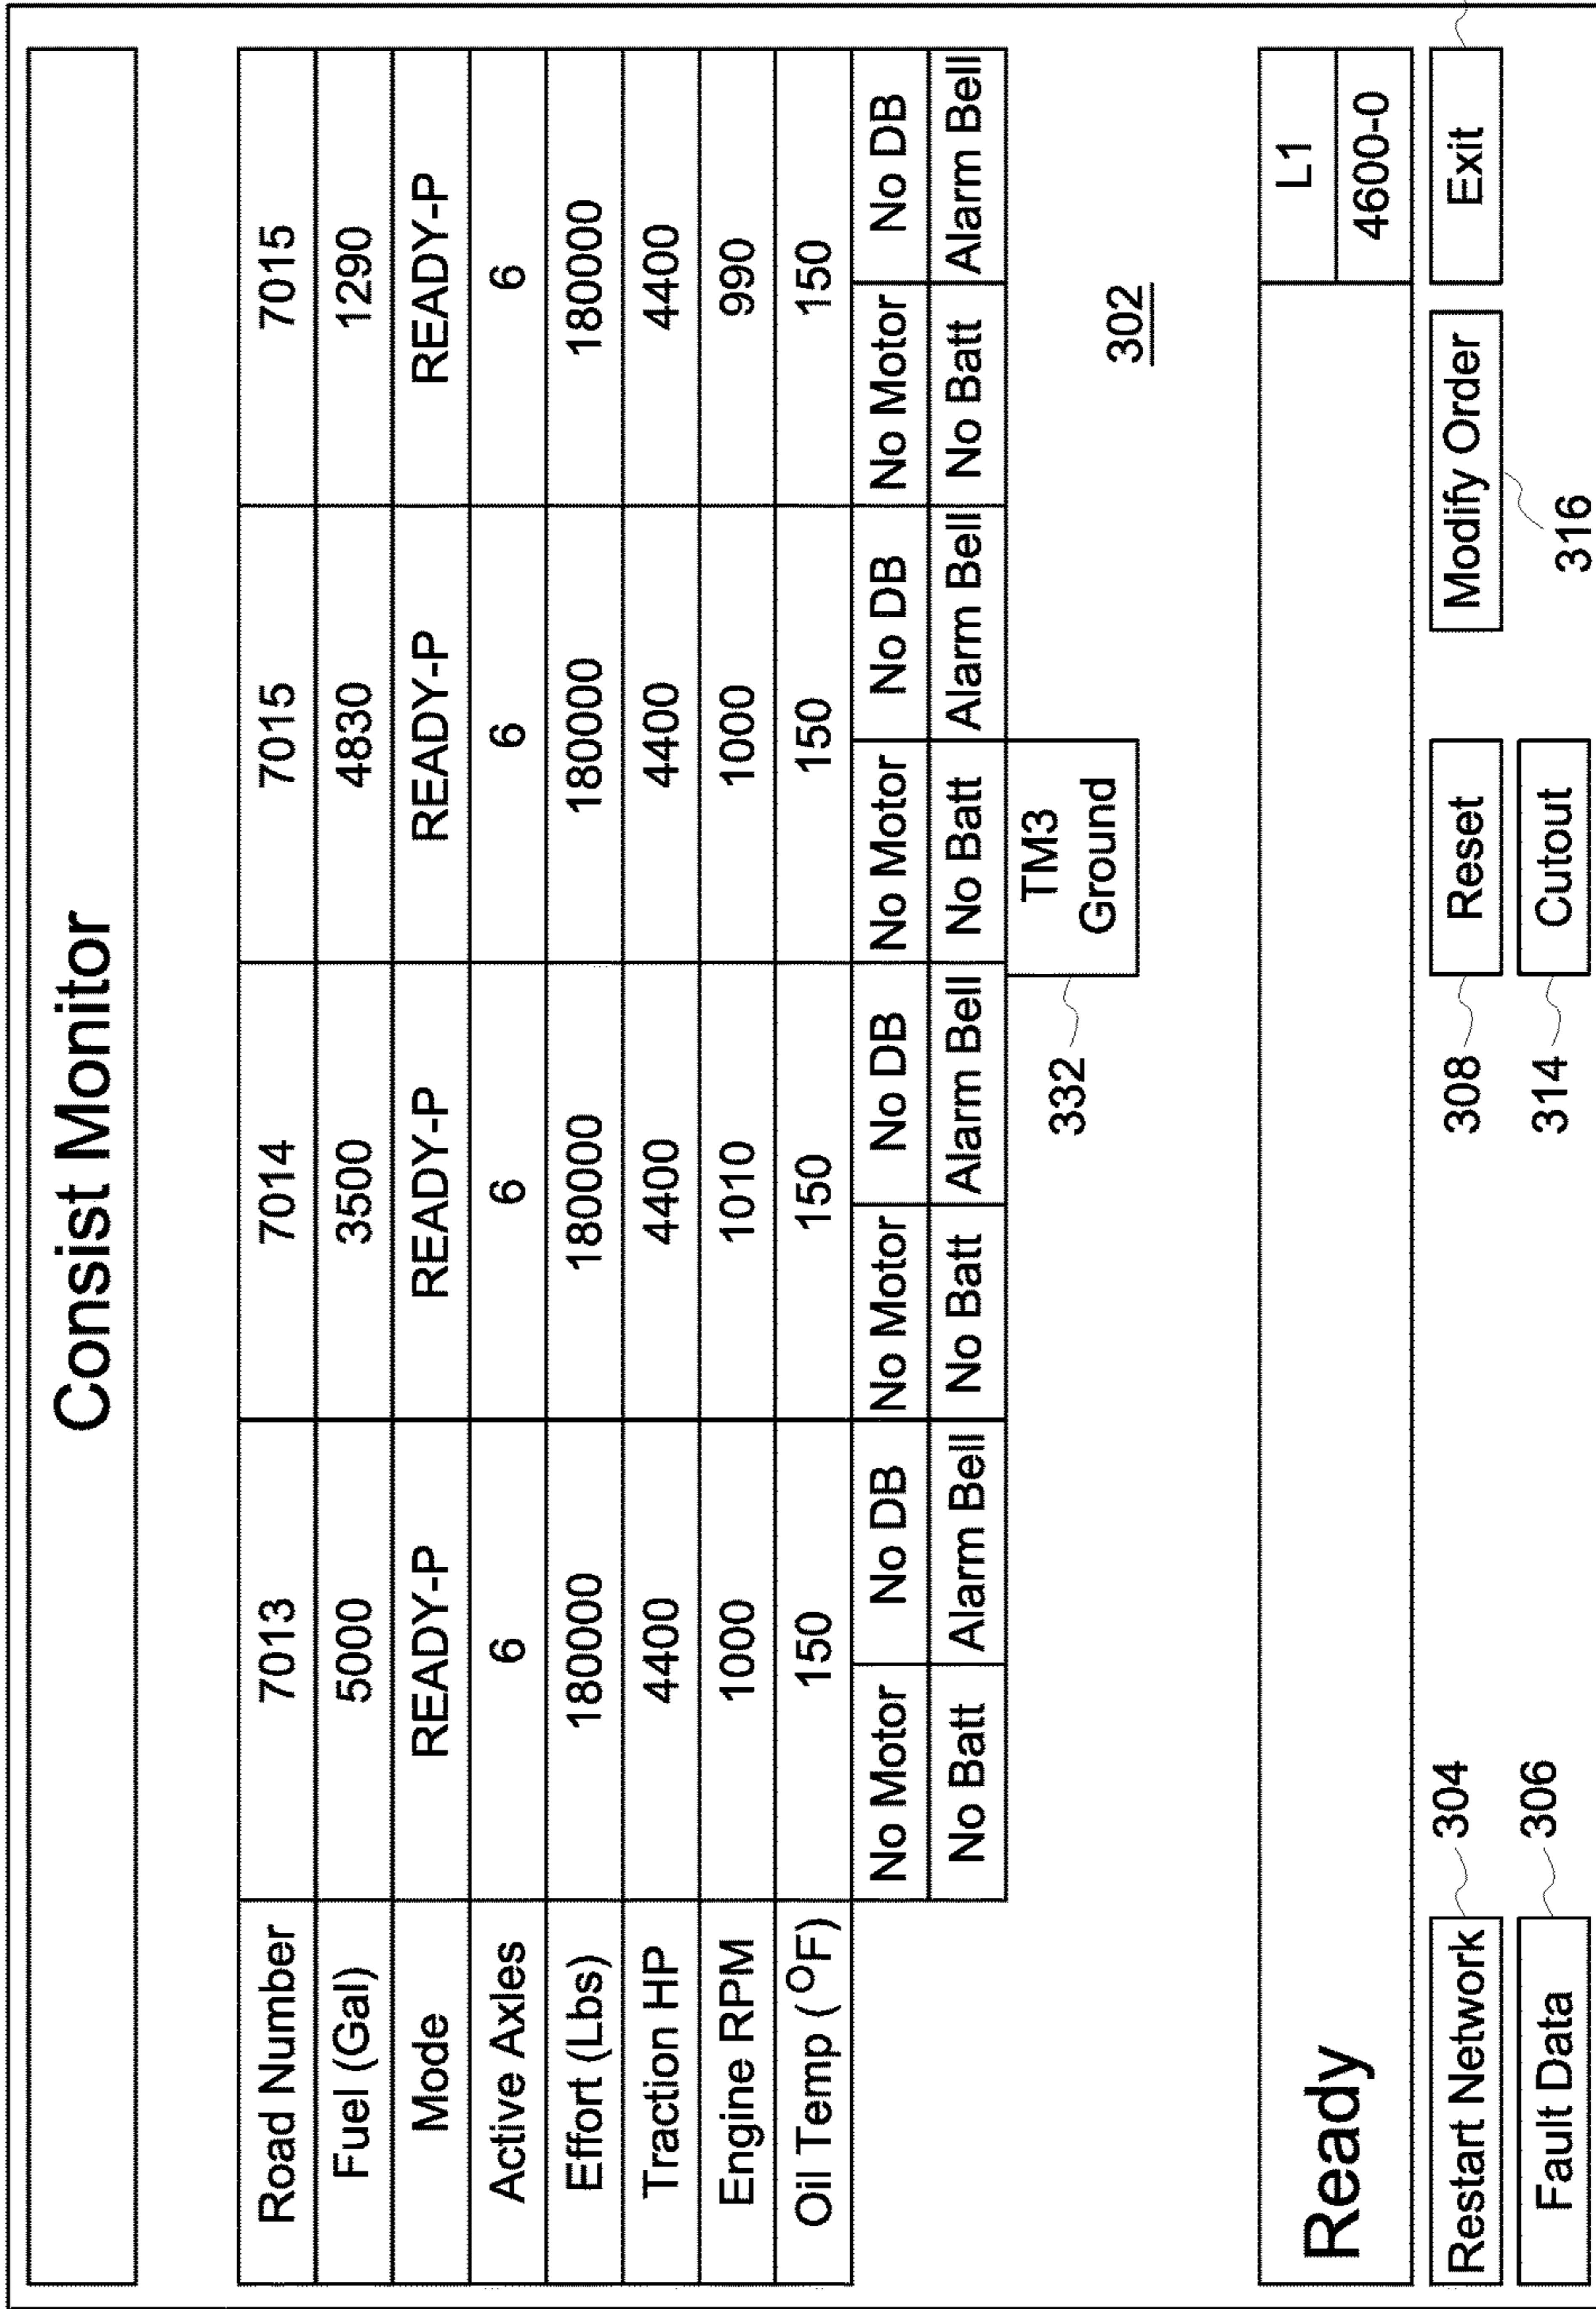 Consist Monitor
Road Number 7013 7014 7015 7015
Fuel (Gal) 5000 3500 4830 1290
Mode READY-P READY-P READY-P READY-P
Active Axles 6 6 6 6
Effort (Lbs) 180000 180000 180000 180000
Traction HP 4400 4400 4400 4400
Engine RPM 1000 1010 1000 990
Oil Temp (°F) 150 150 150 150
No Motor No DB No Motor No DB No Motor No DB No Motor No DB
No Batt Alarm Bell No Batt Alarm Bell No Batt Alarm Bell No Batt Alarm Bell
332 TM3
Ground
302
Ready
L1
4600-0
Restart Network 304 308 Reset Modify Order Exit
Fault Data 306 314 Cutout 316